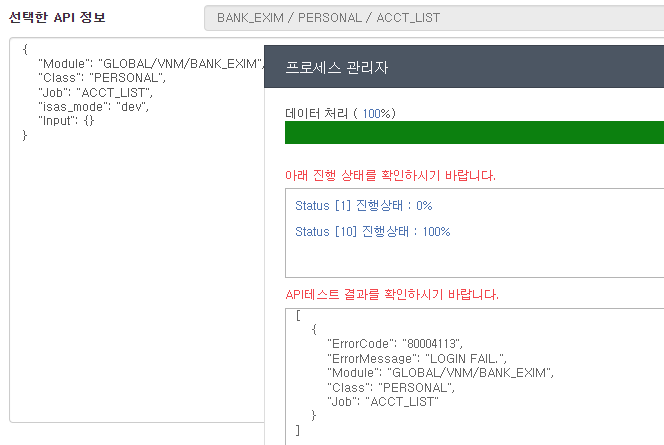 선택한 API 정보
BANK_EXIM / PERSONAL / ACCT_LIST
{
"Module": "GLOBAL/VNM/BANK_EXIM",
"Class": "PERSONAL",
"Job": "ACCT_LIST",
"isas_mode": "dev",
"Input": {}
}
프로세스 관리자
데이터 처리 ( 100%)
아래 진행 상태를 확인하시기 바랍니다.
Status [1] 진행상태 : 0%
Status [10] 진행상태 : 100%
API테스트 결과를 확인하시기 바랍니다.
[
{
"ErrorCode": "80004113",
"ErrorMessage": "LOGIN FAIL.",
"Module": "GLOBAL/VNM/BANK_EXIM",
"Class": "PERSONAL",
"Job": "ACCT_LIST"
}
]